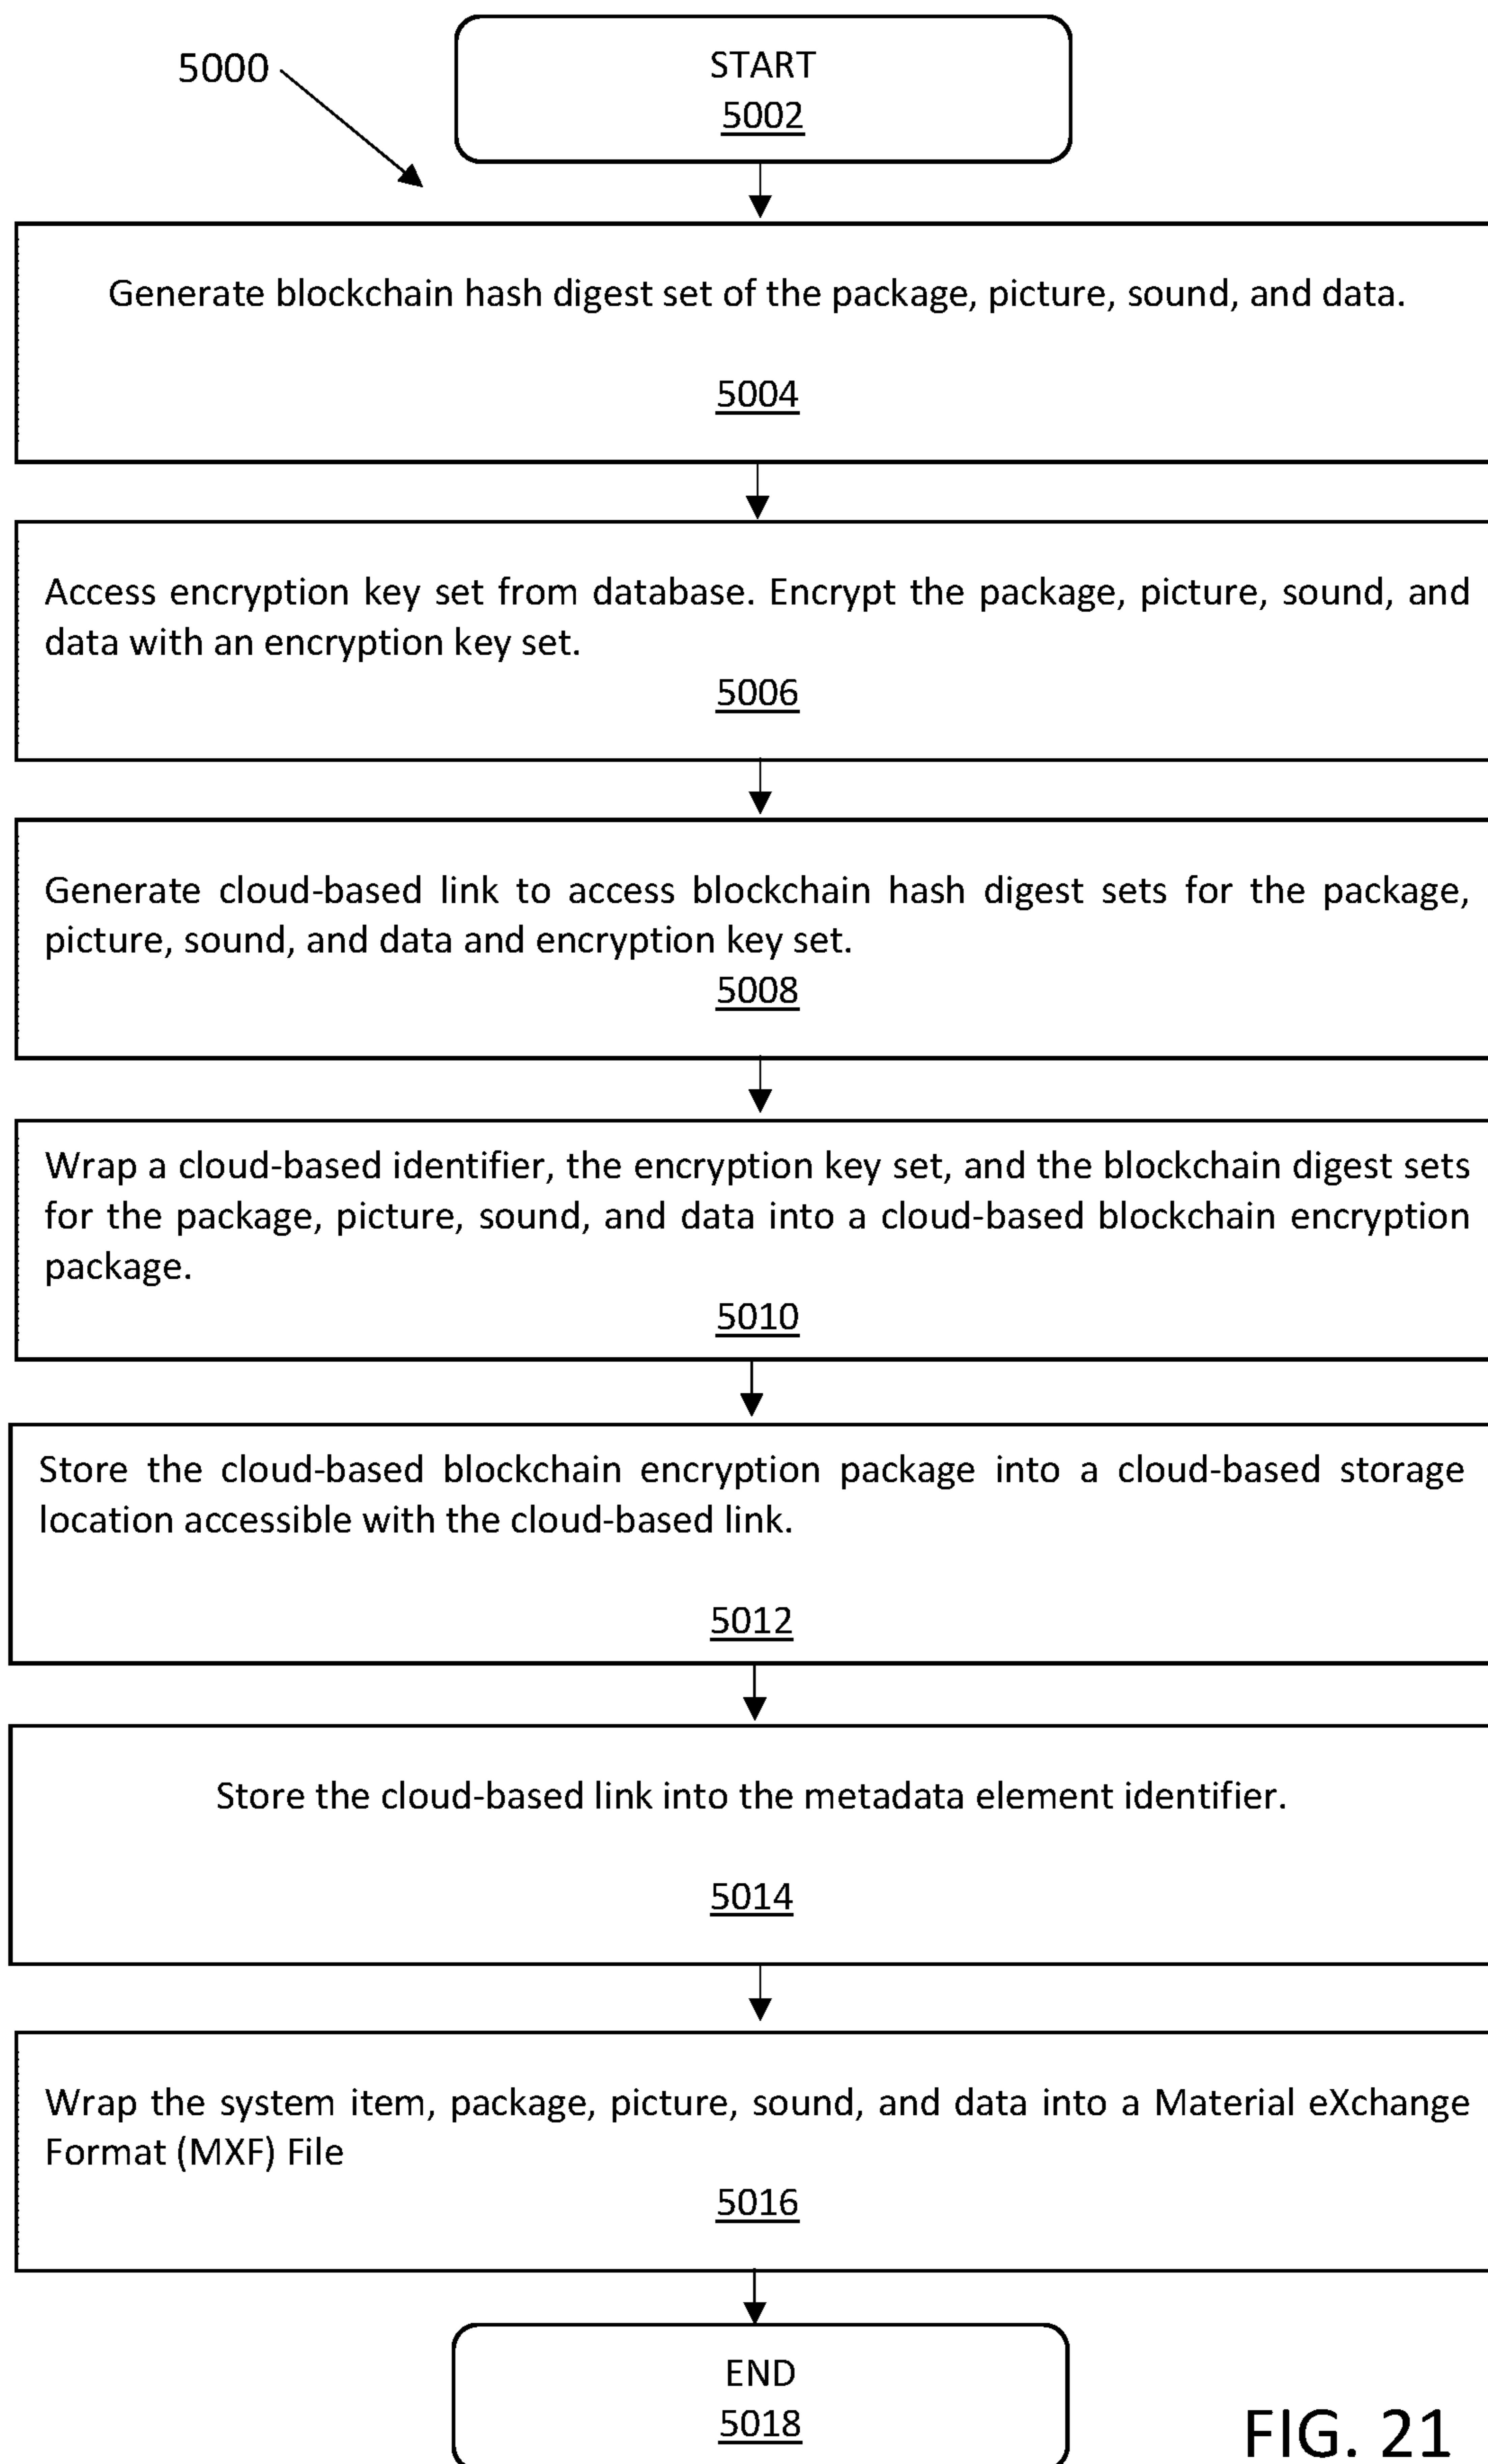 5000
START
5002
Generate blockchain hash digest set of the package, picture, sound, and data.
5004
Access encryption key set from database. Encrypt the package, picture, sound, and
data with an encryption key set.
5006
Generate cloud-based link to access blockchain hash digest sets for the package,
picture, sound, and data and encryption key set.
5008
Wrap a cloud-based identifier, the encryption key set, and the blockchain digest sets
for the package, picture, sound, and data into a cloud-based blockchain encryption
package.
5010
Store the cloud-based blockchain encryption package into a cloud-based storage
location accessible with the cloud-based link.
5012
Store the cloud-based link into the metadata element identifier.
5014
Wrap the system item, package, picture, sound, and data into a Material eXchange
Format (MXF) File
5016
END
5018
FIG. 21